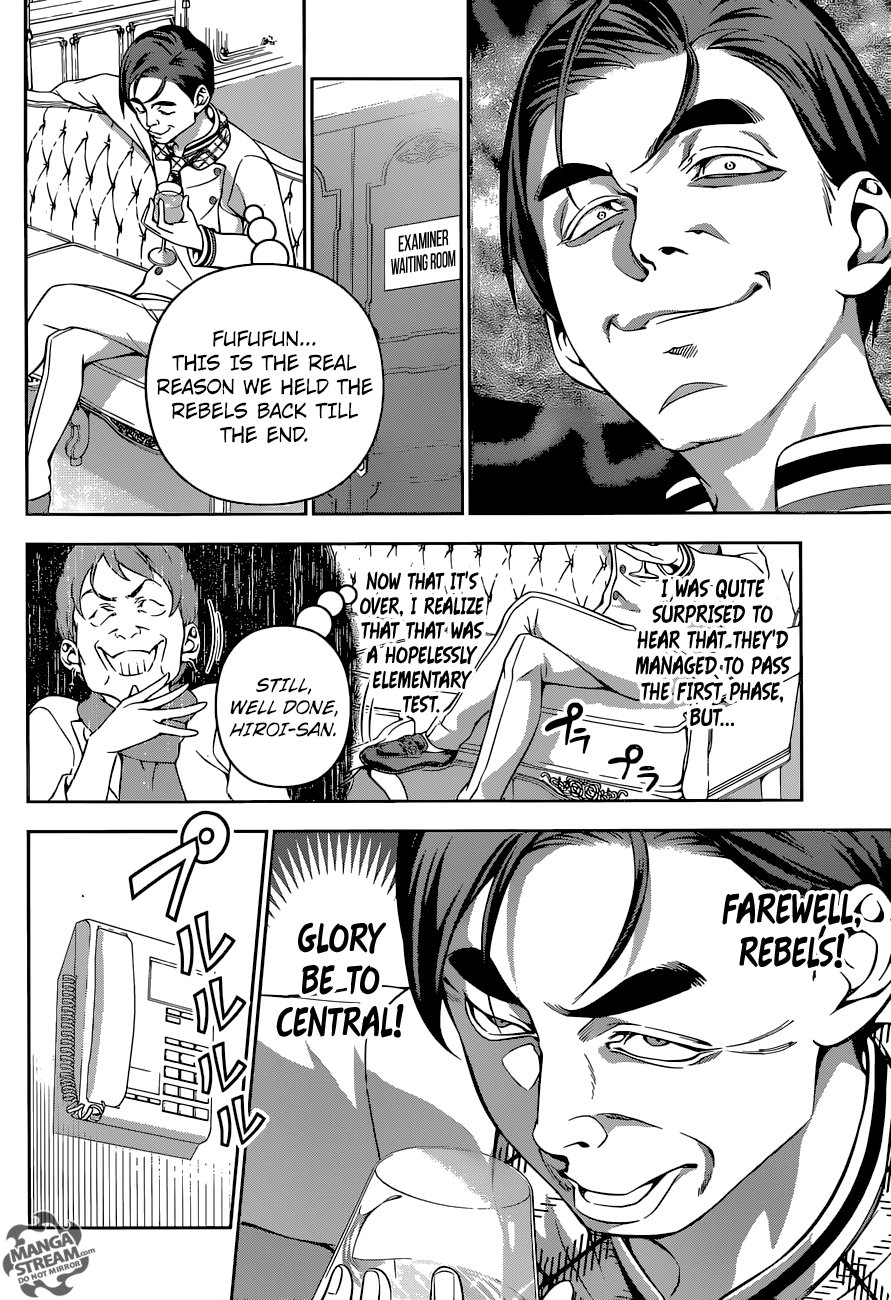 EXAMINER
WAITING ROOM
FUFUFUN...
THIS IS THE REAL
REASON WE HELD THE
REBELS BACK TILL
THE END.
I WAS QUITE
SURPRISED TO
HEAR THAT THEY'D
MANAGED TO PASS
THE FIRST PHASE,
BUT...
プラ
プラ
NOW THAT IT'S
OVER, I REALIZE
THAT THAT WAS
A HOPELESSLY
ELEMENTARY
TEST.
STILL,
WELL DONE,
HIROI-SAN.
FAREWELL,
REBELS!
GLORY
BE TO
CENTRAL!
プルルルルル
MANGA
STREAM.com
DO NOT MIRROR